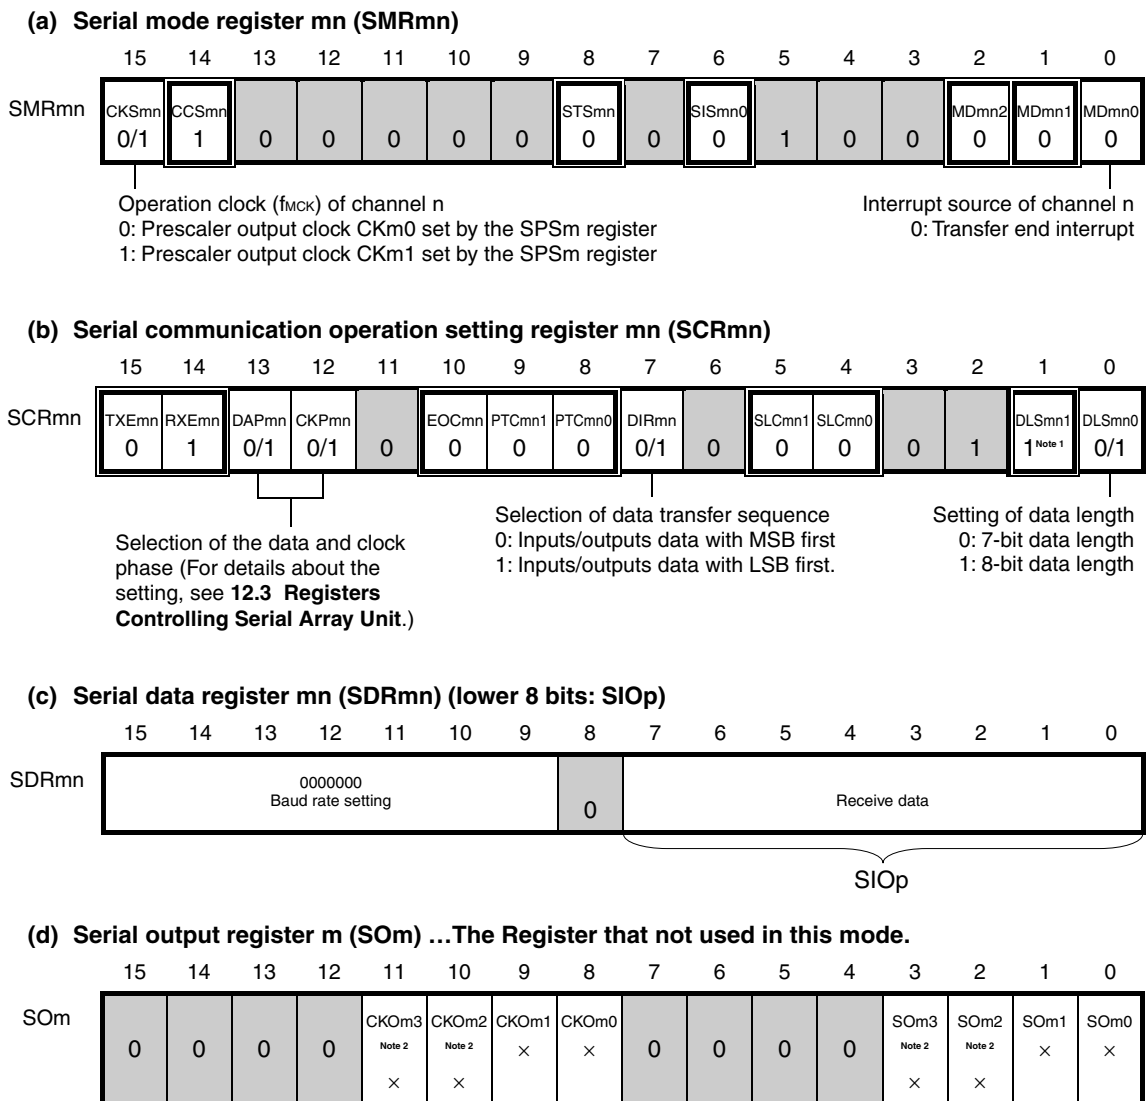 (a) Serial mode register mn (SMRmn)
15 14 13 12 11 10 9 8 7 6 5 4 3 2 1 0
SMRmn CKSmn CCSmn STSmn SISmn0 MDmn2 MDmn1 MDmn0
0/1 1 0 0 0 0 0 0 0 0 1 0 0 0 0 0
Operation clock (fMCK) of channel n
0: Prescaler output clock CKm0 set by the SPSm register
1: Prescaler output clock CKm1 set by the SPSm register
Interrupt source of channel n
0: Transfer end interrupt
(b) Serial communication operation setting register mn (SCRmn)
15 14 13 12 11 10 9 8 7 6 5 4 3 2 1 0
SCRmn TXEmn RXEmn DAPmn CKPmn EOCmn PTCmn1 PTCmn0 DIRmn SLCmn1 SLCmn0 DLSmn1 DLSmn0
0 1 0/1 0/1 0 0 0 0 0/1 0 0 0 0 1 1 Note 1 0/1
Selection of the data and clock
phase (For details about the
setting, see 12.3 Registers
Controlling Serial Array Unit.)
Selection of data transfer sequence
0: Inputs/outputs data with MSB first
1: Inputs/outputs data with LSB first.
Setting of data length
0: 7-bit data length
1: 8-bit data length
(c) Serial data register mn (SDRmn) (lower 8 bits: SIOp)
15 14 13 12 11 10 9 8 7 6 5 4 3 2 1 0
SDRmn
0000000
Baud rate setting
0
Receive data
SIOp
(d) Serial output register m (SOm) …The Register that not used in this mode.
15 14 13 12 11 10 9 8 7 6 5 4 3 2 1 0
SOm CKOm3 CKOm2 CKOm1 CKOm0 SOm3 SOm2 SOm1 SOm0
0 0 0 0 Note 2 Note 2 × × 0 0 0 0 Note 2 Note 2 × ×
× × × ×